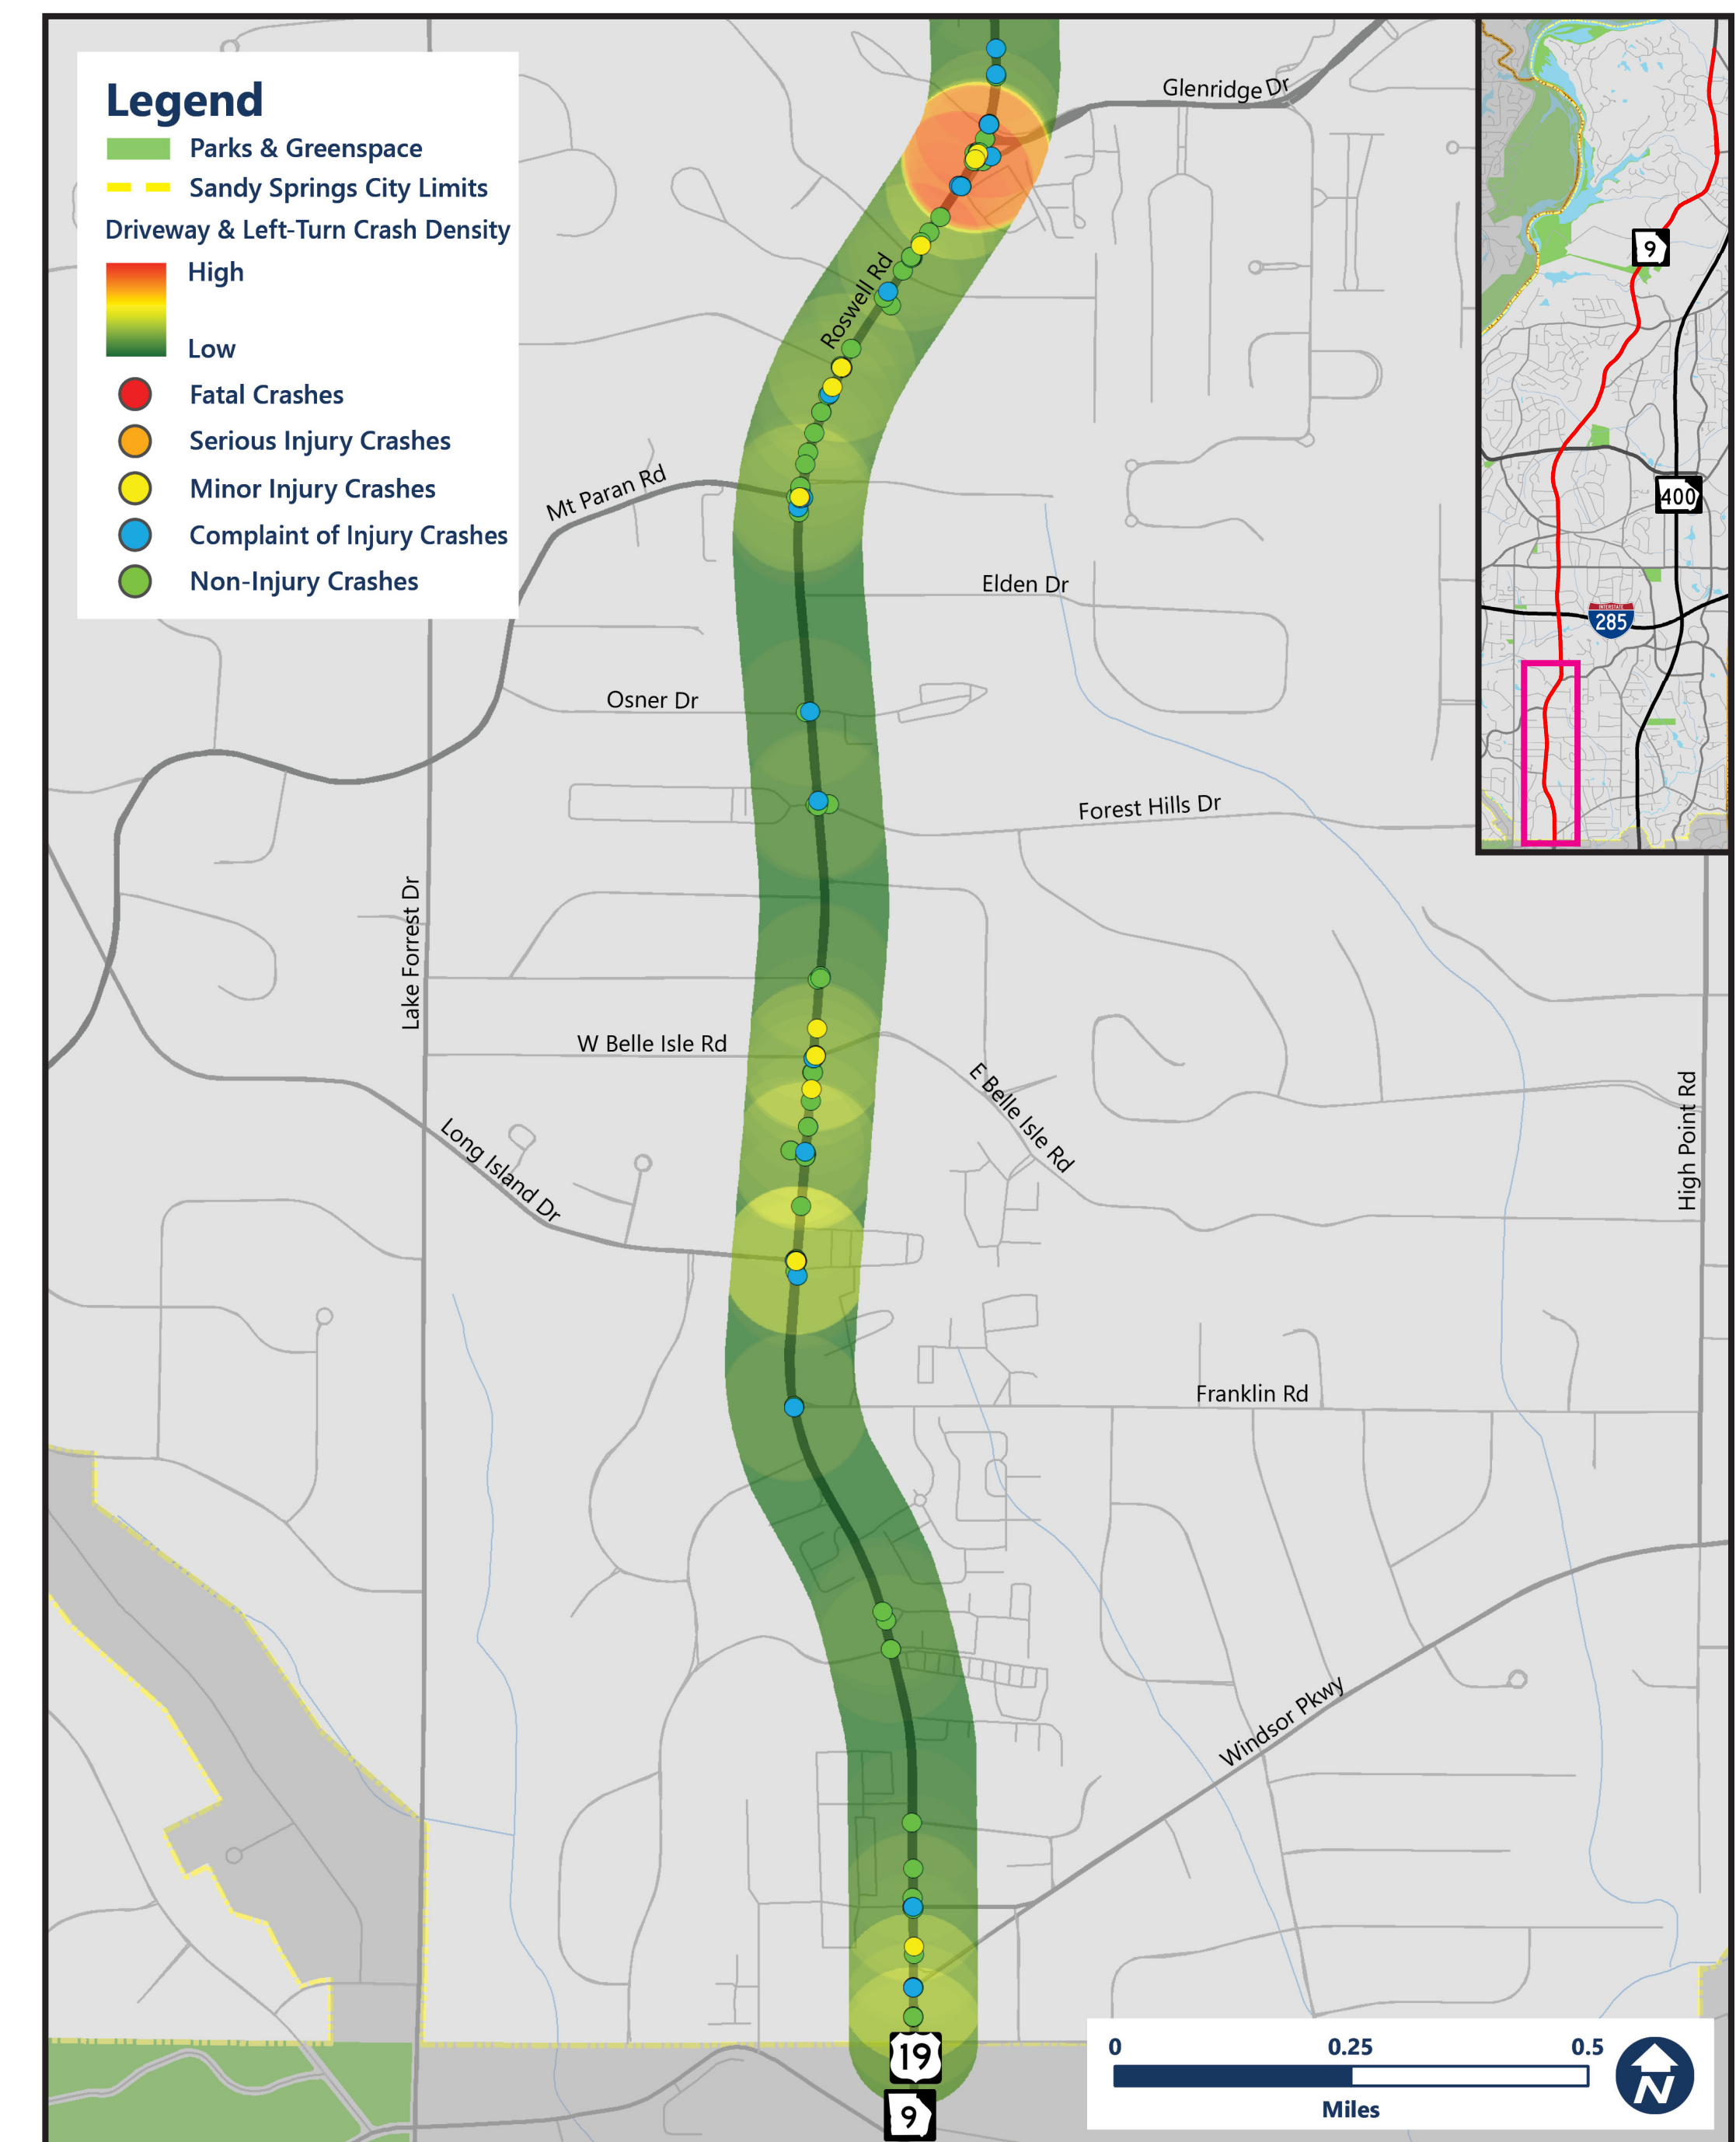 Legend
Parks & Greenspace
Sandy Springs City Limits
Driveway & Left-Turn Crash Density
High
Low
Fatal Crashes
Serious Injury Crashes
Minor Injury Crashes
Complaint of Injury Crashes
Non-Injury Crashes
Glenridge Dr
Roswell Rd
Mt Paran Rd
Elden Dr
Osner Dr
Forest Hills Dr
Lake Forrest Dr
W Belle Isle Rd
E Belle Isle Rd
High Point Rd
Long Island Dr
Franklin Rd
Windsor Pkwy
19
9
9
400
INTERSTATE
285
0 0.25 0.5
Miles
N